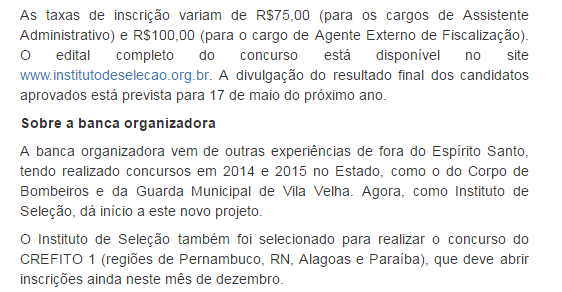 As taxas de inscrição variam de R$75,00 (para os cargos de Assistente
Administrativo) e R$100,00 (para o cargo de Agente Externo de Fiscalização).
O edital completo do concurso está disponível no site
www.institutodeselecao.org.br. A divulgação do resultado final dos candidatos
aprovados está prevista para 17 de maio do próximo ano.
Sobre a banca organizadora
A banca organizadora vem de outras experiências de fora do Espírito Santo,
tendo realizado concursos em 2014 e 2015 no Estado, como o do Corpo de
Bombeiros e da Guarda Municipal de Vila Velha. Agora, como Instituto de
Seleção, dá início a este novo projeto.
O Instituto de Seleção também foi selecionado para realizar o concurso do
CREFITO 1 (regiões de Pernambuco, RN, Alagoas e Paraíba), que deve abrir
inscrições ainda neste mês de dezembro.